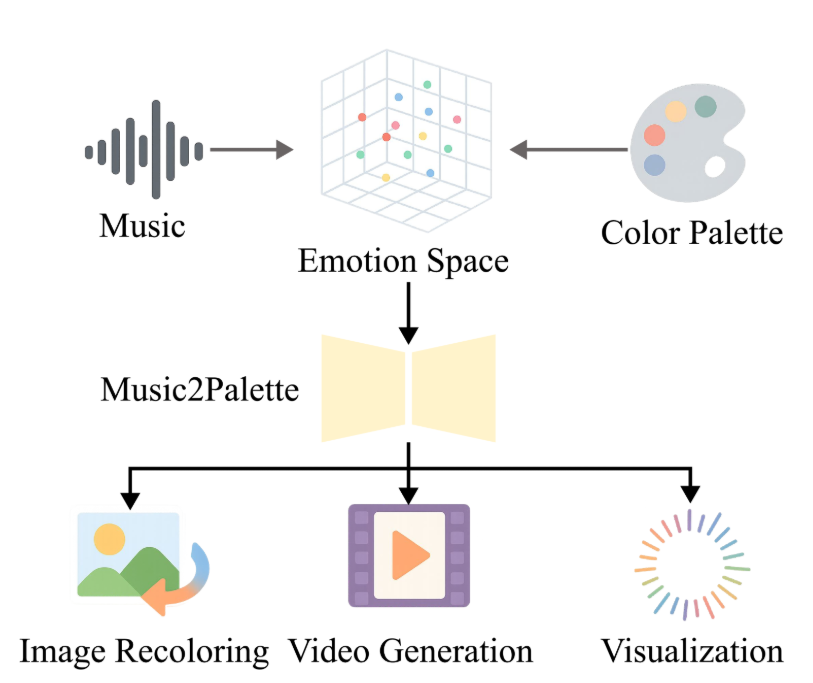 Music
Color Palette
Emotion Space
Music2Palette
Image Recoloring
Video Generation
Visualization